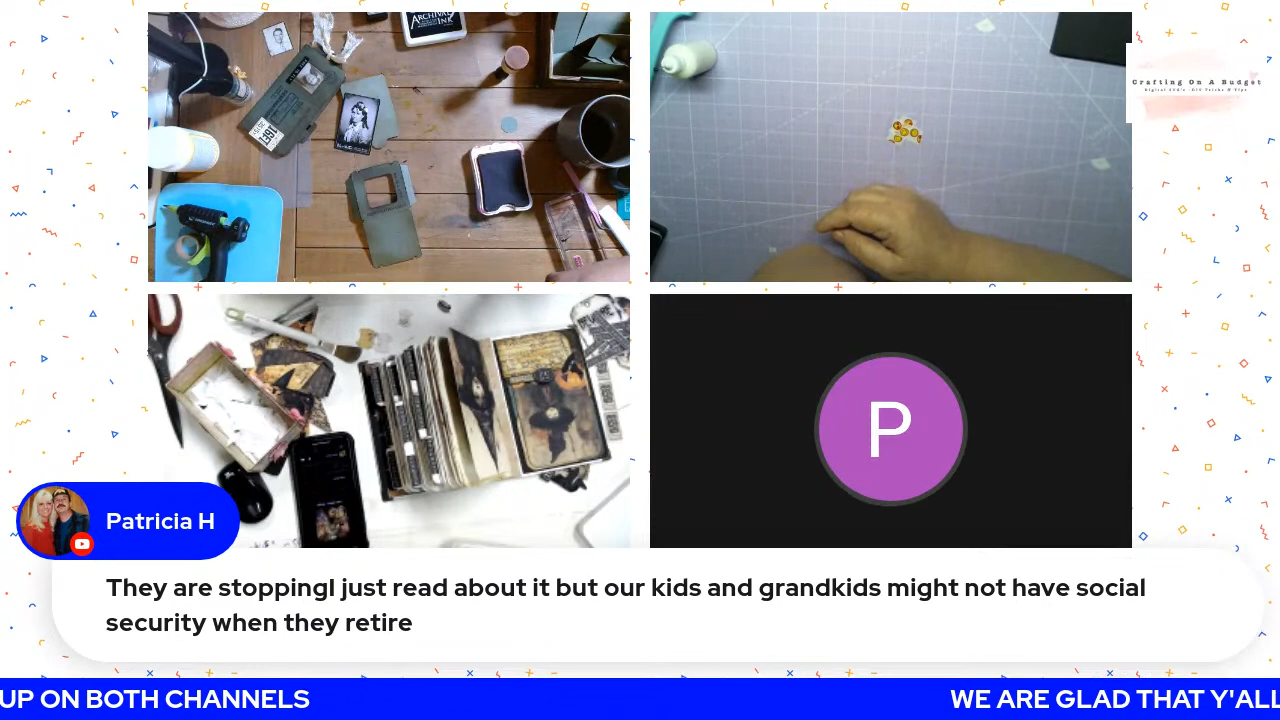 ARCHIVAL
INK
Crafting On A Budget
P
Patricia H
They are stoppingI just read about it but our kids and grandkids might not have social
security when they retire
UP ON BOTH CHANNELS
WE ARE GLAD THAT Y'ALL